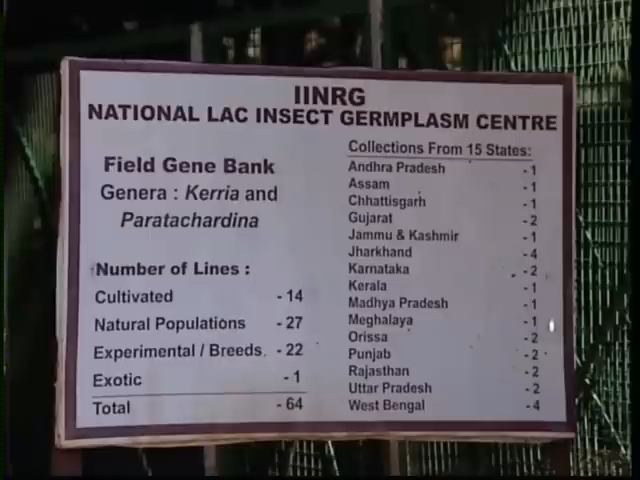 IINRG
NATIONAL LAC INSECT GERMPLASM CENTRE
Field Gene Bank
Genera : Kerria and
Paratachardina
Number of Lines :
Cultivated - 14
Natural Populations - 27
Experimental / Breeds - 22
Exotic - 1
Total - 64
Collections From 15 States:
Andhra Pradesh - 1
Assam - 1
Chhattisgarh - 1
Gujarat - 2
Jammu & Kashmir - 1
Jharkhand - 4
Karnataka - 2
Kerala - 1
Madhya Pradesh - 1
Meghalaya - 1
Orissa - 2
Punjab - 2
Rajasthan - 2
Uttar Pradesh - 2
West Bengal - 4